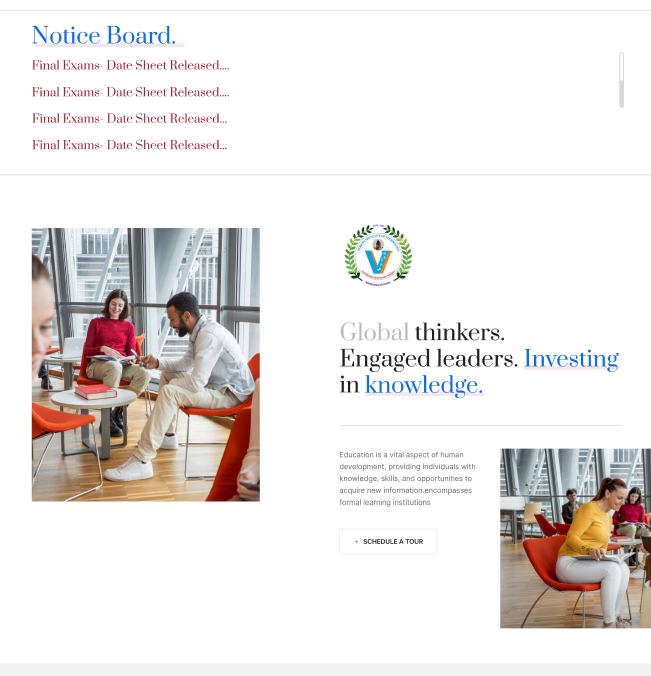 Notice Board.
Final Exams- Date Sheet Released....
Final Exams- Date Sheet Released....
Final Exams- Date Sheet Released...
Final Exams- Date Sheet Released...
Global thinkers.
Engaged leaders. Investing
in knowledge.
Education is a vital aspect of human
development, providing individuals with
knowledge, skills, and opportunities to
acquire new information.encompasses
formal learning institutions
+ SCHEDULE A TOUR